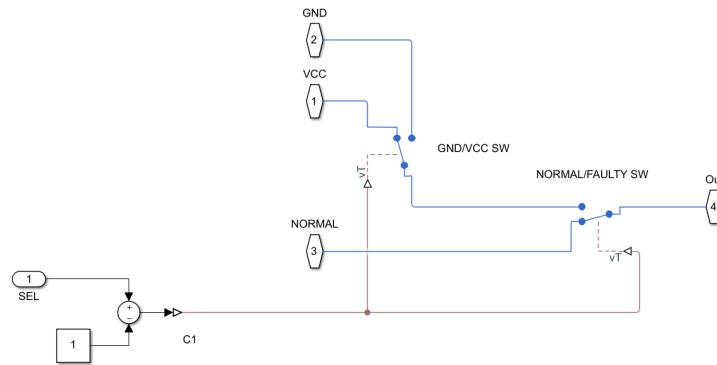 GND
2
VCC
1
GND/VCC SW
vT
NORMAL/FAULTY SW
Ou
4
NORMAL
3
vT
1
SEL
+
−
1
C1